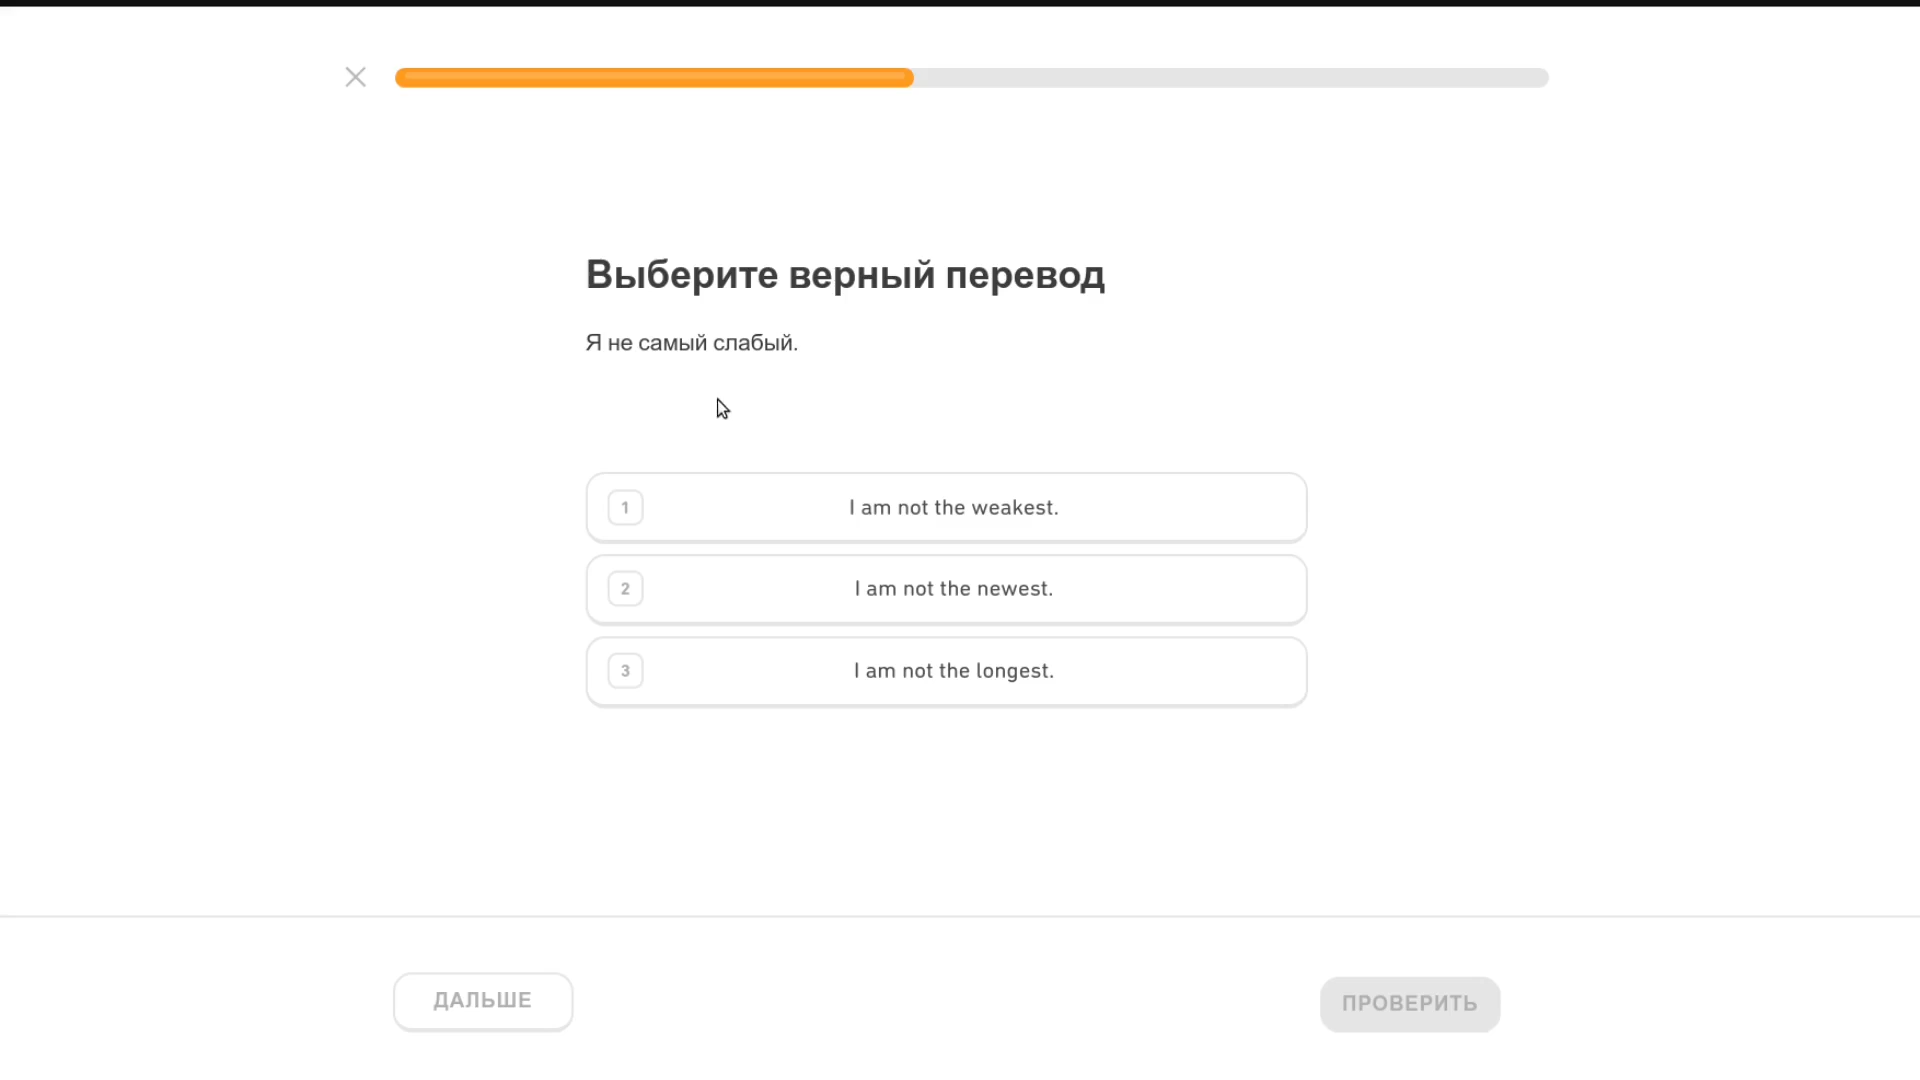 Выберите верный перевод
Я не самый слабый.
1 I am not the weakest.
2 I am not the newest.
3 I am not the longest.
ДАЛЬШЕ
ПРОВЕРИТЬ